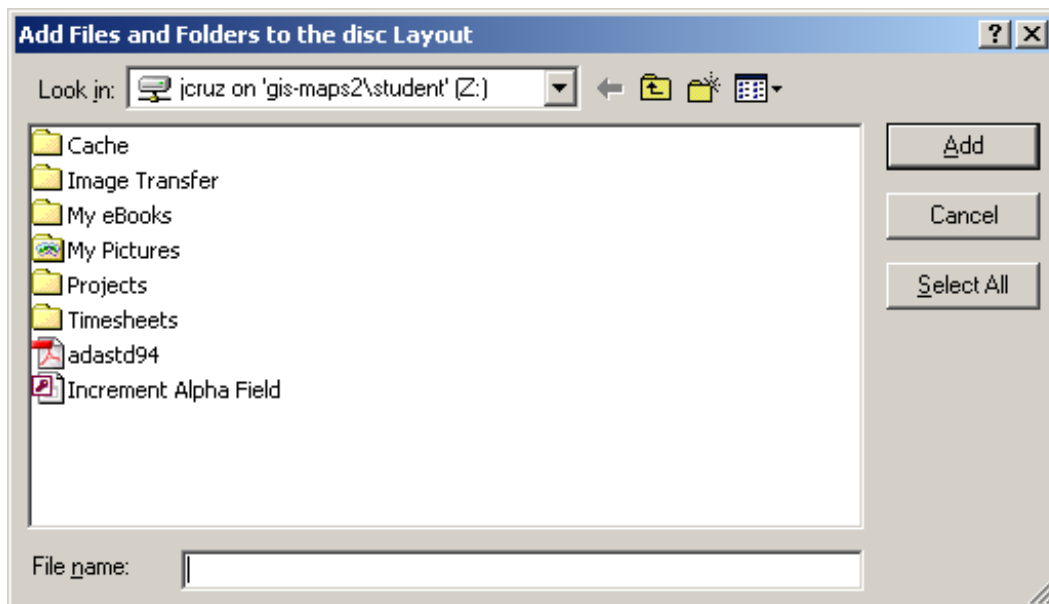 Add Files and Folders to the disc Layout
Look in: jcruz on 'gis-maps2\student' (Z:)
Cache
Image Transfer
My eBooks
My Pictures
Projects
Timesheets
adastd94
Increment Alpha Field
Add
Cancel
Select All
File name: